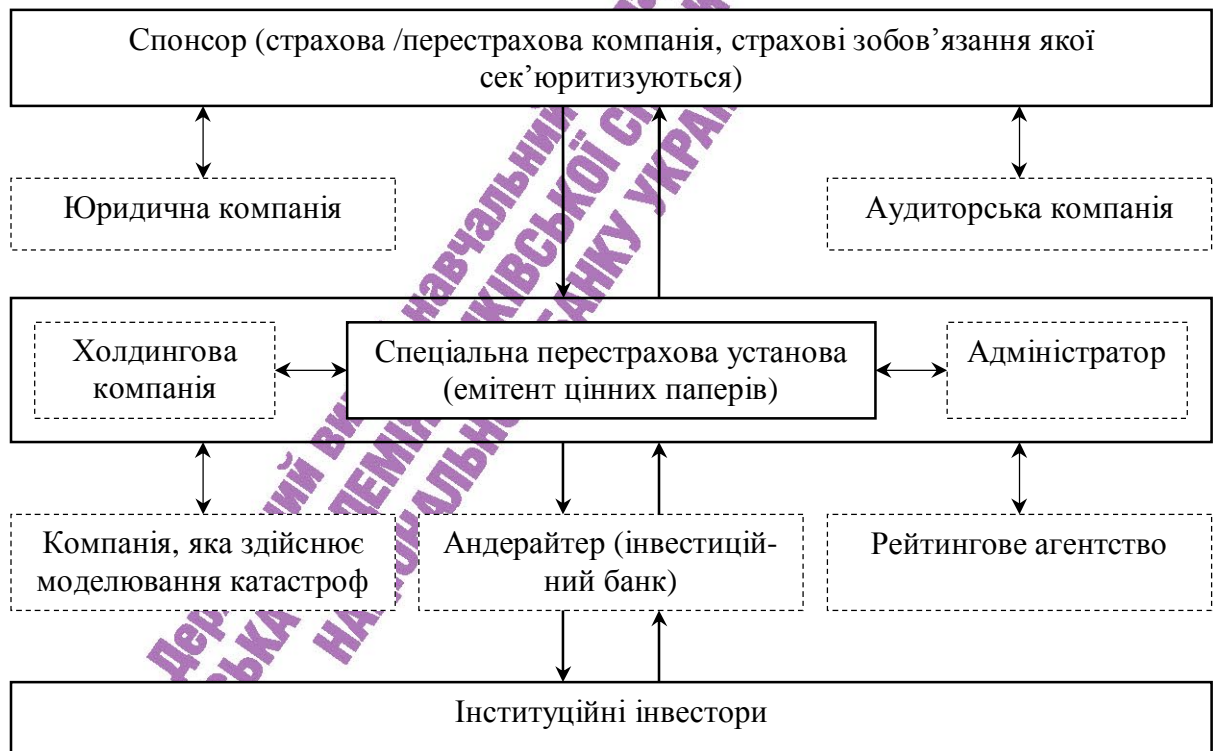 Спонсор (страхова /перестрахова компанія, страхові зобов’язання якої
сек’юритизуються)
Юридична компанія
Аудиторська компанія
Холдингова
компанія
Спеціальна перестрахова установа
(емітент цінних паперів)
Адміністратор
Компанія, яка здійснює
моделювання катастроф
Андерайтер (інвестицій-
ний банк)
Рейтингове агентство
Інституційні інвестори